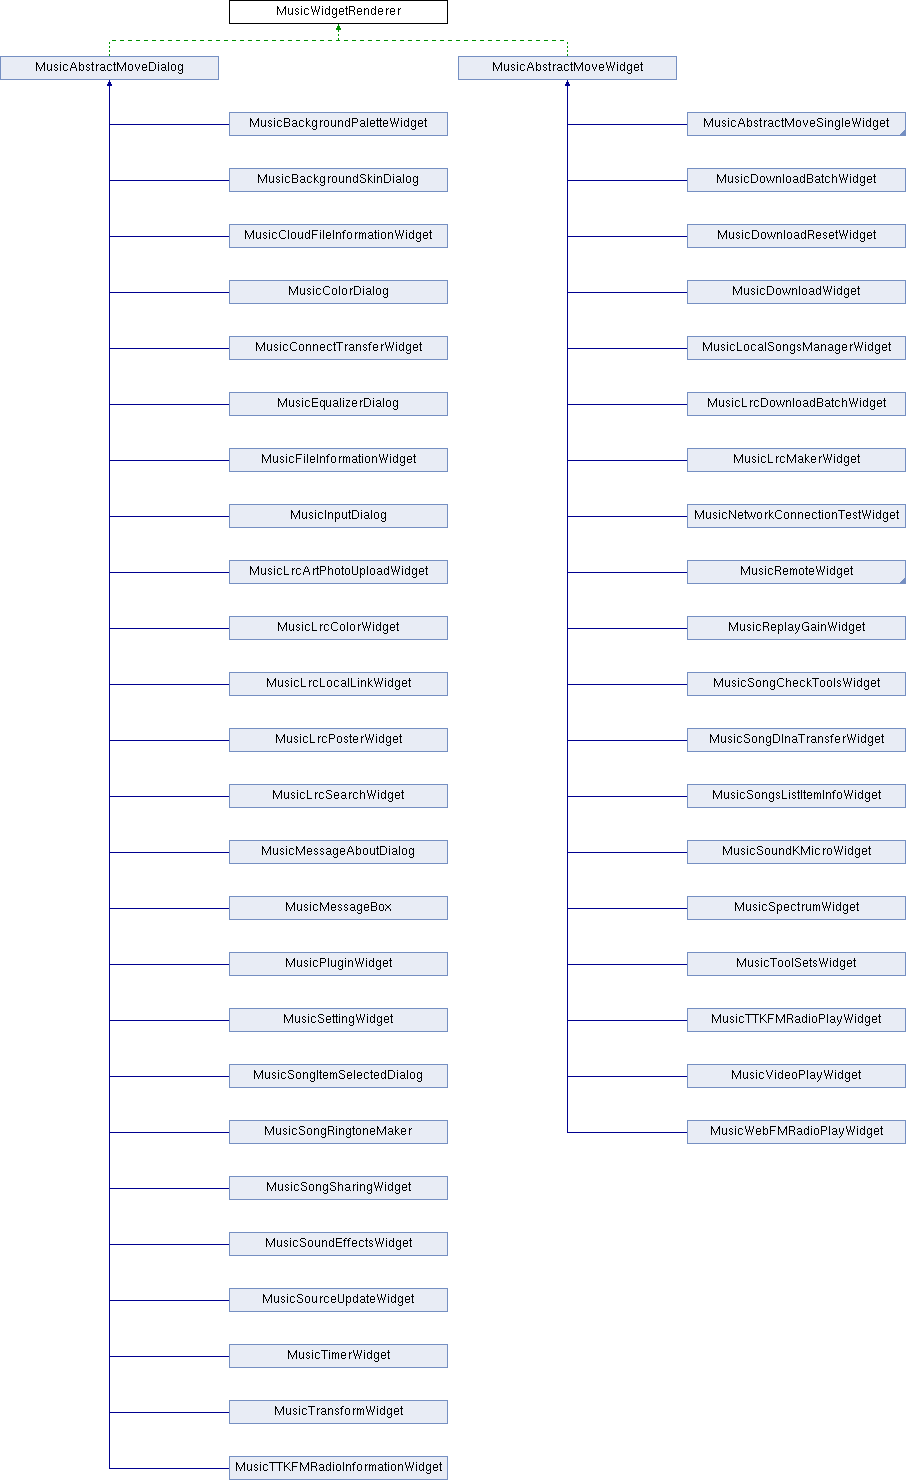 MusicWidgetRenderer
MusicAbstractMoveDialog
MusicAbstractMoveWidget
MusicBackgroundPaletteWidget
MusicAbstractMoveSingleWidget
MusicBackgroundSkinDialog
MusicDownloadBatchWidget
MusicCloudFileInformationWidget
MusicDownloadResetWidget
MusicColorDialog
MusicDownloadWidget
MusicConnectTransferWidget
MusicLocalSongsManagerWidget
MusicEqualizerDialog
MusicLrcDownloadBatchWidget
MusicFileInformationWidget
MusicLrcMakerWidget
MusicInputDialog
MusicNetworkConnectionTestWidget
MusicLrcArtPhotoUploadWidget
MusicRemoteWidget
MusicLrcColorWidget
MusicReplayGainWidget
MusicLrcLocalLinkWidget
MusicSongCheckToolsWidget
MusicLrcPosterWidget
MusicSongDlnaTransferWidget
MusicLrcSearchWidget
MusicSongsListItemInfoWidget
MusicMessageAboutDialog
MusicSoundKMicroWidget
MusicMessageBox
MusicSpectrumWidget
MusicPluginWidget
MusicToolSetsWidget
MusicSettingWidget
MusicTTKFMRadioPlayWidget
MusicSongItemSelectedDialog
MusicVideoPlayWidget
MusicSongRingtoneMaker
MusicWebFMRadioPlayWidget
MusicSongSharingWidget
MusicSoundEffectsWidget
MusicSourceUpdateWidget
MusicTimerWidget
MusicTransformWidget
MusicTTKFMRadioInformationWidget